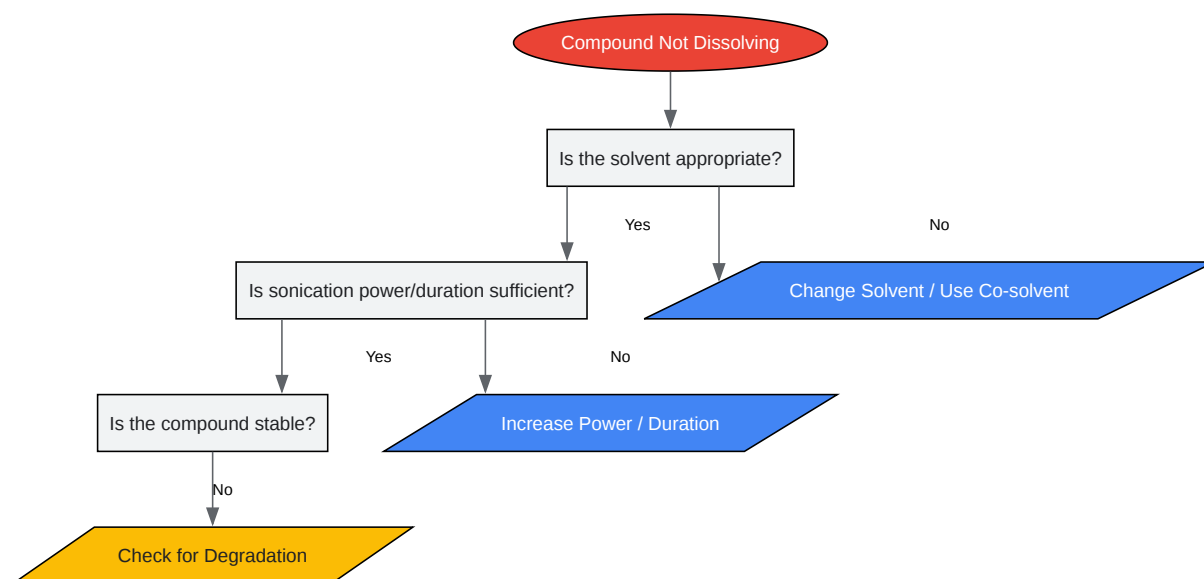 Compound Not Dissolving
Is the solvent appropriate?
Yes
No
Is sonication power/duration sufficient?
Change Solvent / Use Co-solvent
Yes
No
Is the compound stable?
Increase Power / Duration
No
Check for Degradation